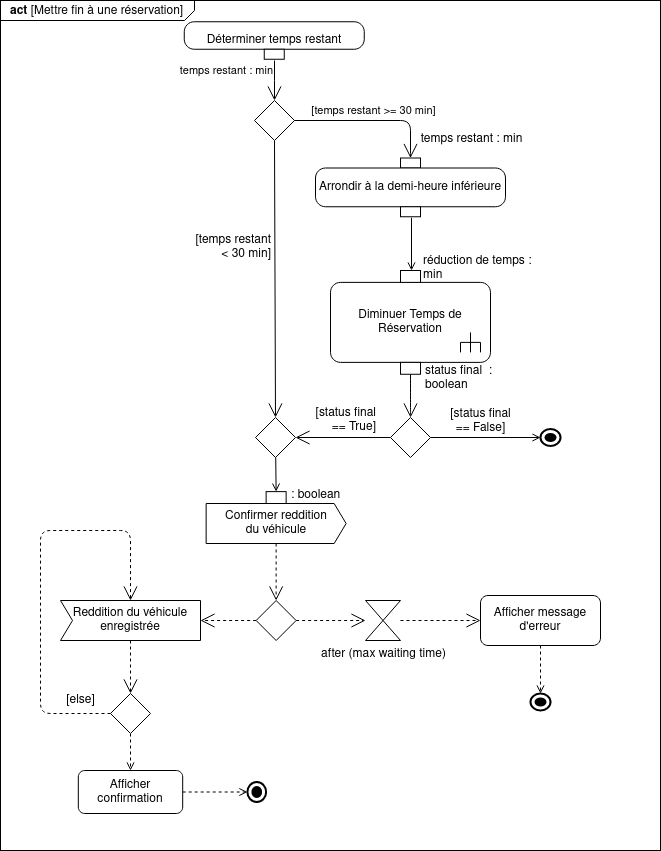 act [Mettre fin à une réservation]
Déterminer temps restant
temps restant : min
[temps restant >= 30 min]
temps restant : min
Arrondir à la demi-heure inférieure
[temps restant
< 30 min]
réduction de temps :
min
Diminuer Temps de
Réservation
status final :
boolean
[status final
== True]
[status final
== False]
: boolean
Confirmer reddition
du véhicule
Reddition du véhicule
enregistrée
after (max waiting time)
Afficher message
d'erreur
[else]
Afficher
confirmation